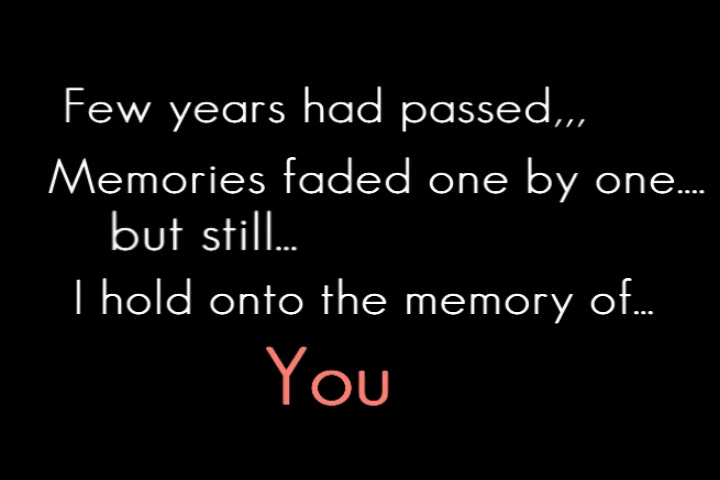 Few years had passed,,,
Memories faded one by one....
but still...
I hold onto the memory of...
You